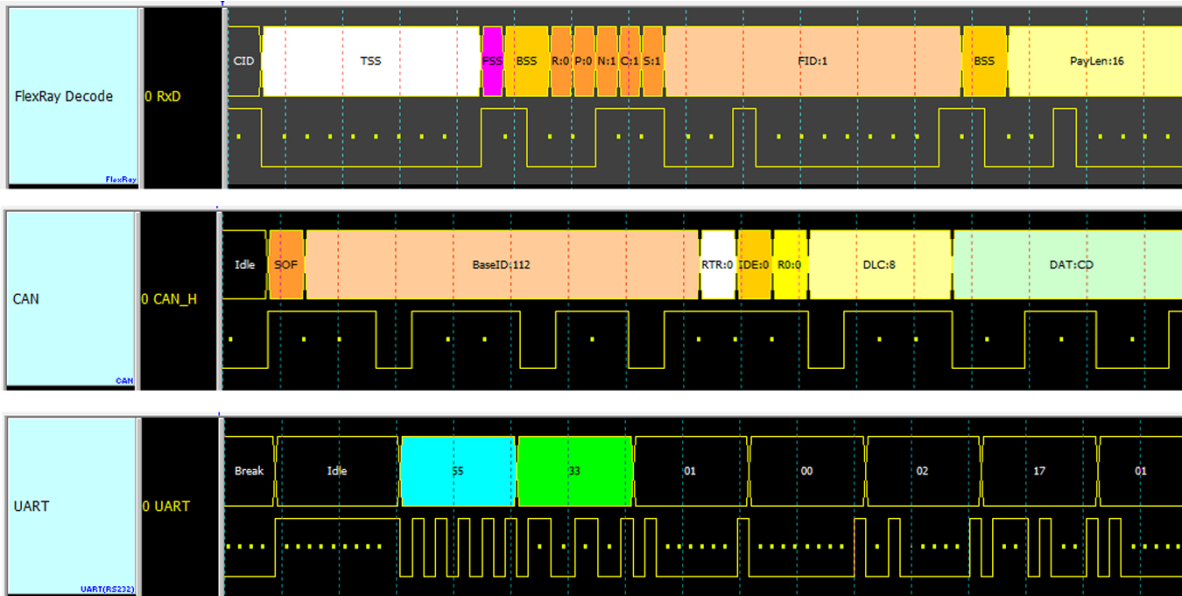 CID TSS FSS BSS R:0 P:0 N:1 C:1 S:1 FID:1 BSS PayLen:16
FlexRay Decode 0 RxD
FlexRay
Idle SOF BaseID:112 RTR:0 IDE:0 R0:0 DLC:8 DAT:CD
CAN 0 CAN_H
CAN
Break Idle 55 33 01 00 02 17 01
UART 0 UART
UART(RS232)